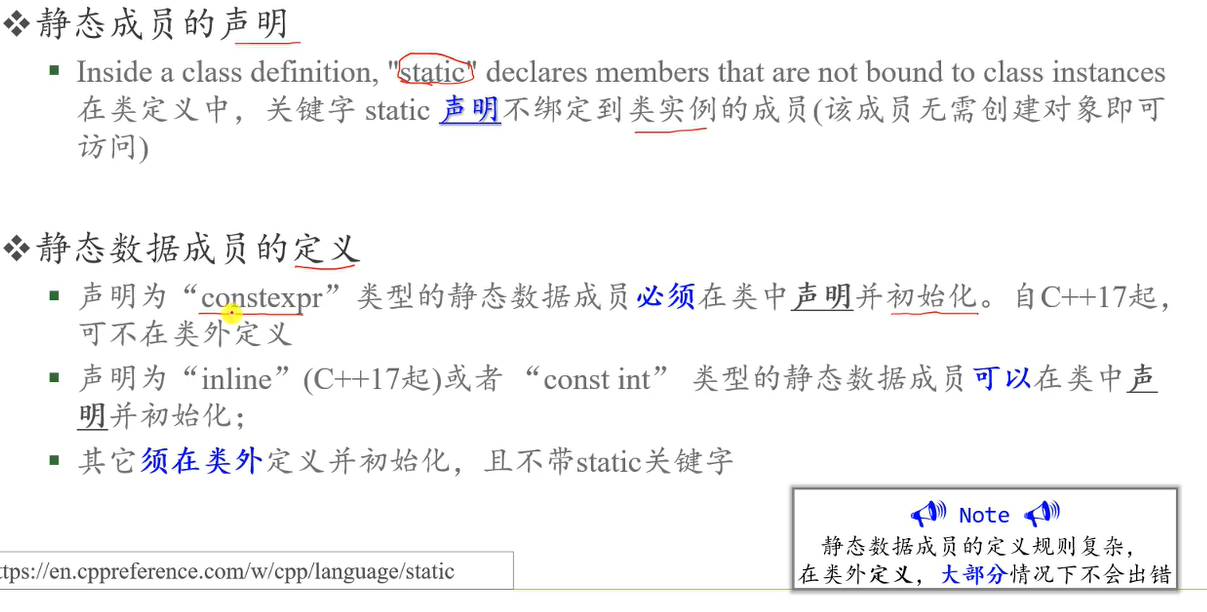 ❖静态成员的声明
▪ Inside a class definition, "static" declares members that are not bound to class instances
在类定义中，关键字 static 声明不绑定到类实例的成员(该成员无需创建对象即可
访问)
❖静态数据成员的定义
▪ 声明为“constexpr”类型的静态数据成员必须在类中声明并初始化。自C++17起，
可不在类外定义
▪ 声明为“inline”(C++17起)或者 “const int” 类型的静态数据成员可以在类中声
明并初始化；
▪ 其它须在类外定义并初始化，且不带static关键字
Note
静态数据成员的定义规则复杂，
在类外定义，大部分情况下不会出错
ttps://en.cppreference.com/w/cpp/language/static